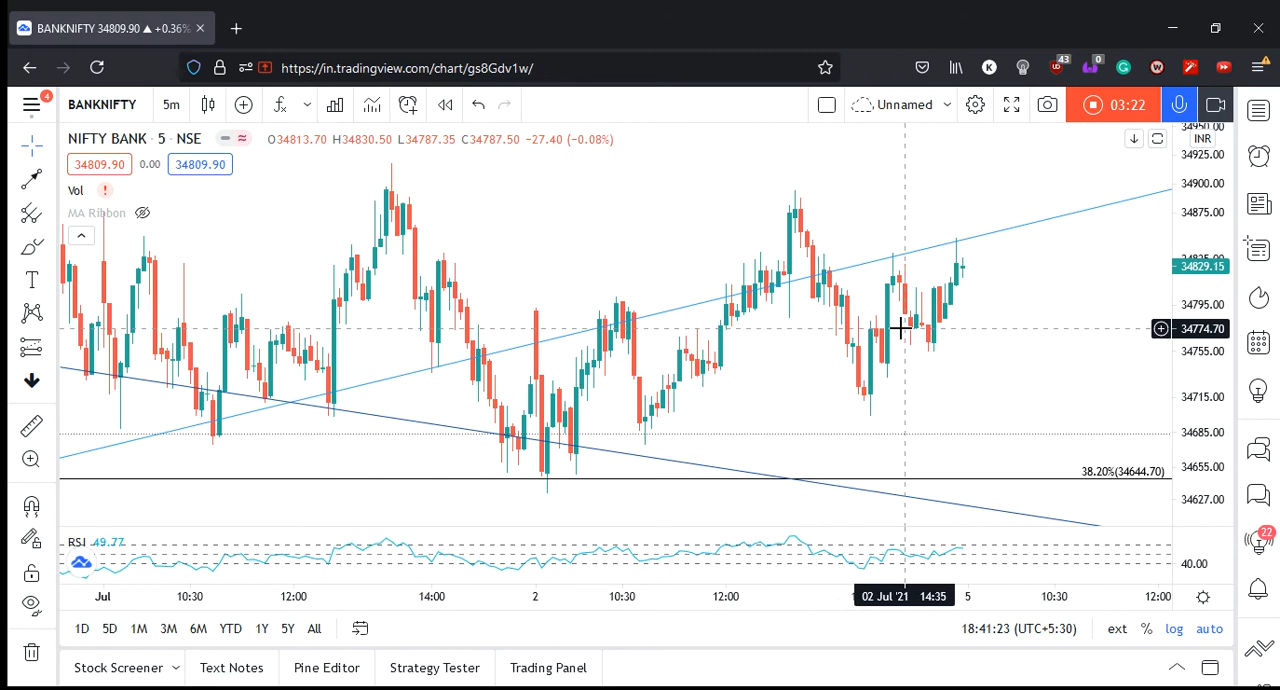 BANKNIFTY 34809.90 ▲ +0.36%
https://in.tradingview.com/chart/gs8Gdv1w/
43
0
4
BANKNIFTY
5m
Unnamed
03:22
NIFTY BANK · 5 · NSE
O34813.70 H34830.50 L34787.35 C34787.50 -27.40 (-0.08%)
34809.90
0.00
34809.90
Vol
MA Ribbon
INR
34950.00
34925.00
34900.00
34875.00
34829.15
34795.00
34774.70
34755.00
34715.00
34685.00
34655.00
34627.00
38.20%(34644.70)
RSI 49.77
40.00
22
Jul
10:30
12:00
14:00
2
10:30
12:00
02 Jul '21 14:35
5
10:30
12:00
1D 5D 1M 3M 6M YTD 1Y 5Y All
18:41:23 (UTC+5:30)
ext % log auto
Stock Screener
Text Notes
Pine Editor
Strategy Tester
Trading Panel